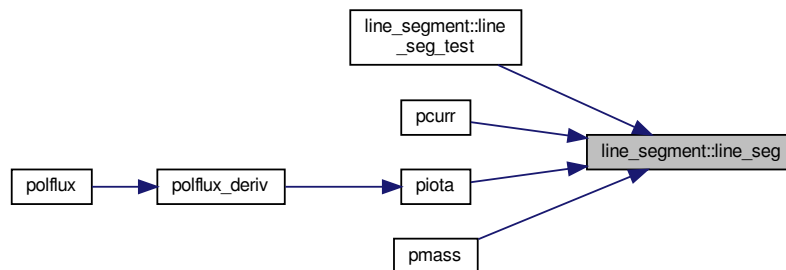 line_segment::line
_seg_test
pcurr
line_segment::line_seg
polflux
polflux_deriv
piota
pmass